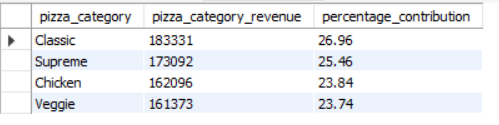 pizza_category pizza_category_revenue percentage_contribution
Classic 183331 26.96
Supreme 173092 25.46
Chicken 162096 23.84
Veggie 161373 23.74